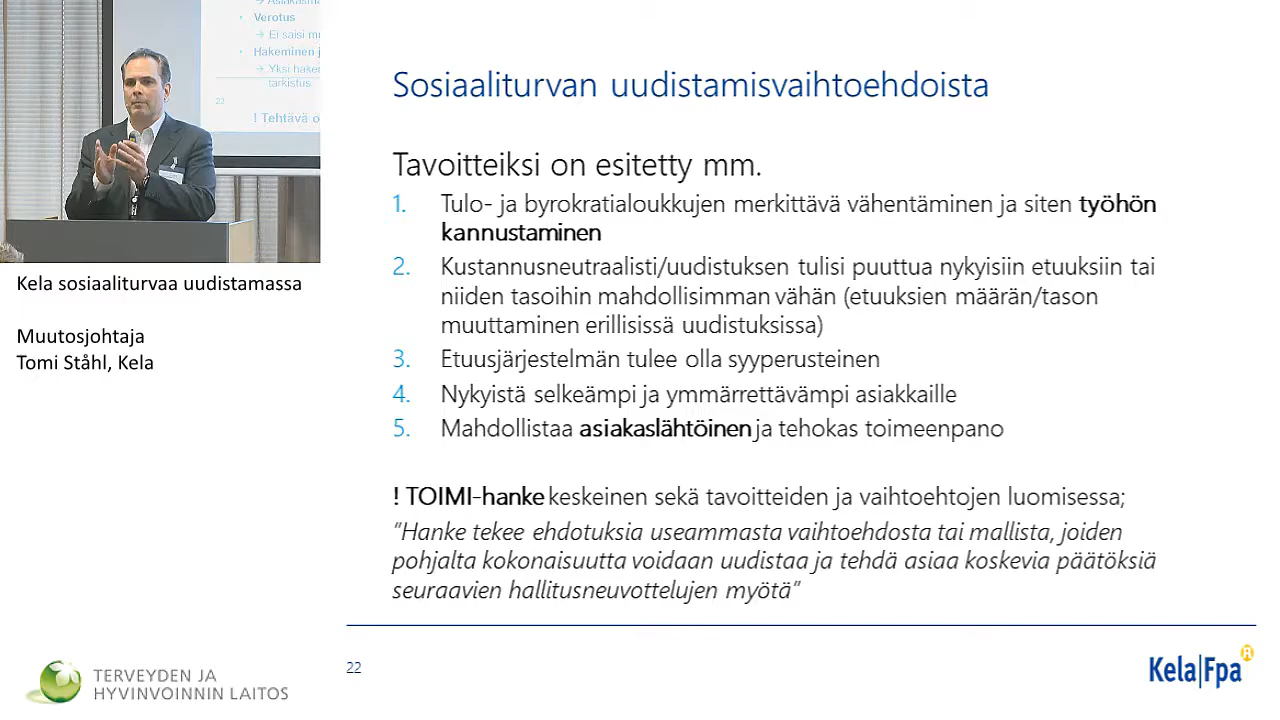 Verotus
Hakeminen j
tarkistus
22
! Tehtävä o
Kela sosiaaliturvaa uudistamassa
Muutosjohtaja
Tomi Ståhl, Kela
Sosiaaliturvan uudistamisvaihtoehdoista
Tavoitteiksi on esitetty mm.
1. Tulo- ja byrokratialoukkujen merkittävä vähentäminen ja siten työhön
kannustaminen
2. Kustannusneutraalisti/uudistuksen tulisi puuttua nykyisiin etuuksiin tai
niiden tasoihin mahdollisimman vähän (etuuksien määrän/tason
muuttaminen erillisissä uudistuksissa)
3. Etuusjärjestelmän tulee olla syyperusteinen
4. Nykyistä selkeämpi ja ymmärrettävämpi asiakkaille
5. Mahdollistaa asiakaslähtöinen ja tehokas toimeenpano
! TOIMI-hanke keskeinen sekä tavoitteiden ja vaihtoehtojen luomisessa;
"Hanke tekee ehdotuksia useammasta vaihtoehdosta tai mallista, joiden
pohjalta kokonaisuutta voidaan uudistaa ja tehdä asiaa koskevia päätöksiä
seuraavien hallitusneuvottelujen myötä"
22
TERVEYDEN JA
HYVINVOINNIN LAITOS
Kela|Fpa